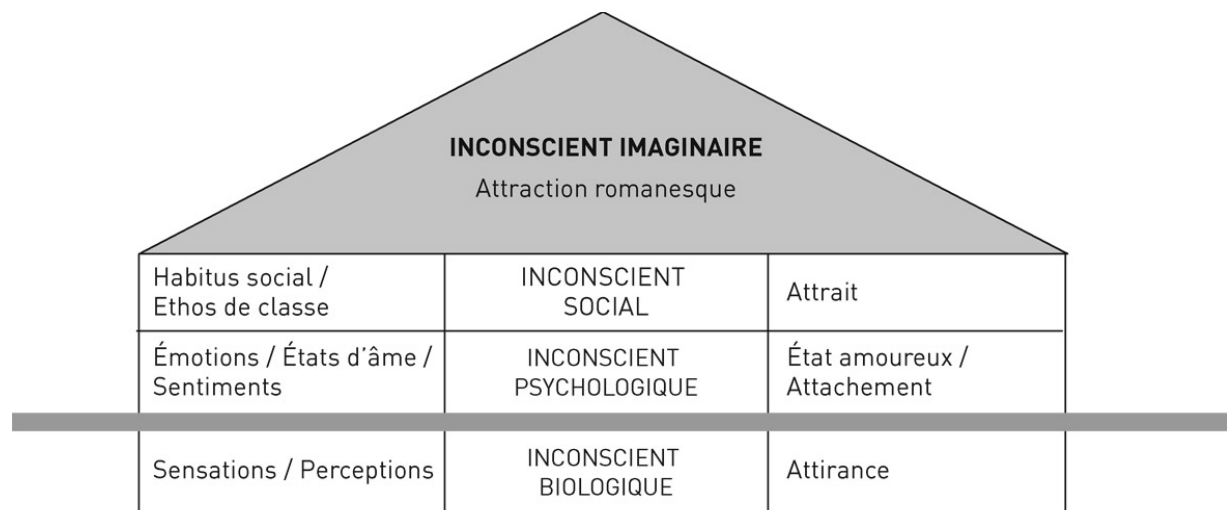 INCONSCIENT IMAGINAIRE
Attraction romanesque
Habitus social /
Ethos de classe
INCONSCIENT
SOCIAL
Attrait
Émotions / États d'âme /
Sentiments
INCONSCIENT
PSYCHOLOGIQUE
État amoureux /
Attachement
Sensations / Perceptions
INCONSCIENT
BIOLOGIQUE
Attirance